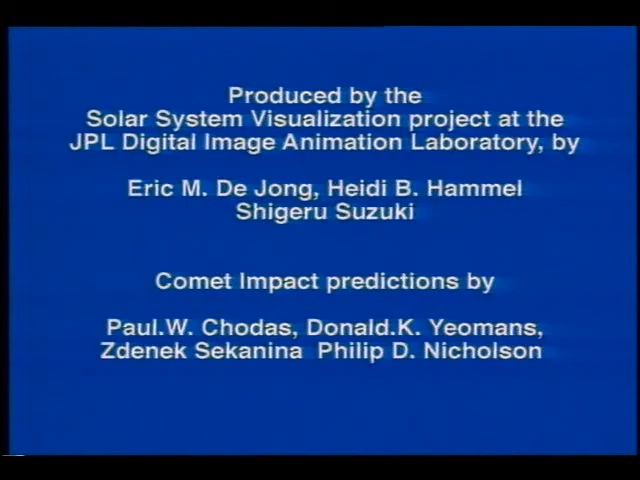 Produced by the
Solar System Visualization project at the
JPL Digital Image Animation Laboratory, by
Eric M. De Jong, Heidi B. Hammel
Shigeru Suzuki
Comet Impact predictions by
Paul.W. Chodas, Donald.K. Yeomans,
Zdenek Sekanina  Philip D. Nicholson